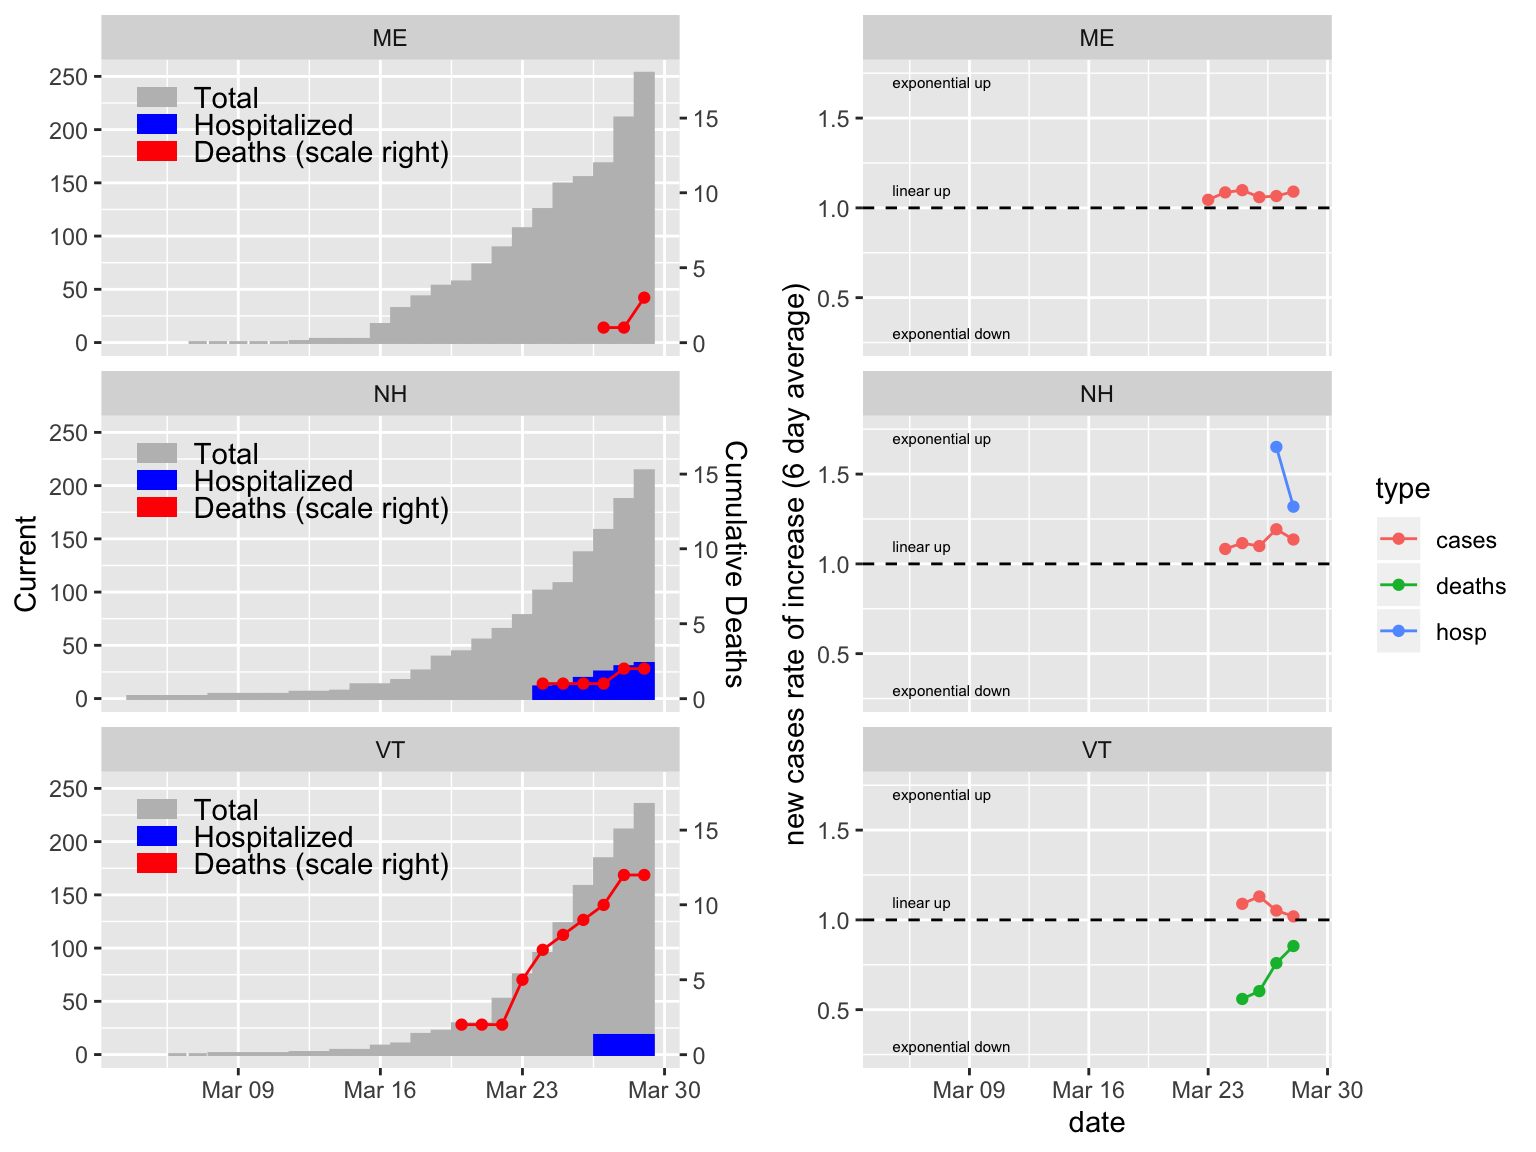 ME
250
200
150
100
50
0
Total
Hospitalized
Deaths (scale right)
15
10
5
0
NH
250
200
150
100
50
0
Total
Hospitalized
Deaths (scale right)
15
10
5
0
VT
250
200
150
100
50
0
Total
Hospitalized
Deaths (scale right)
15
10
5
0
Mar 09 Mar 16 Mar 23 Mar 30
Current
Cumulative Deaths
new cases rate of increase (6 day average)
ME
1.5
1.0
0.5
exponential up
linear up
exponential down
NH
1.5
1.0
0.5
exponential up
linear up
exponential down
VT
1.5
1.0
0.5
exponential up
linear up
exponential down
Mar 09 Mar 16 Mar 23 Mar 30
date
type
cases
deaths
hosp